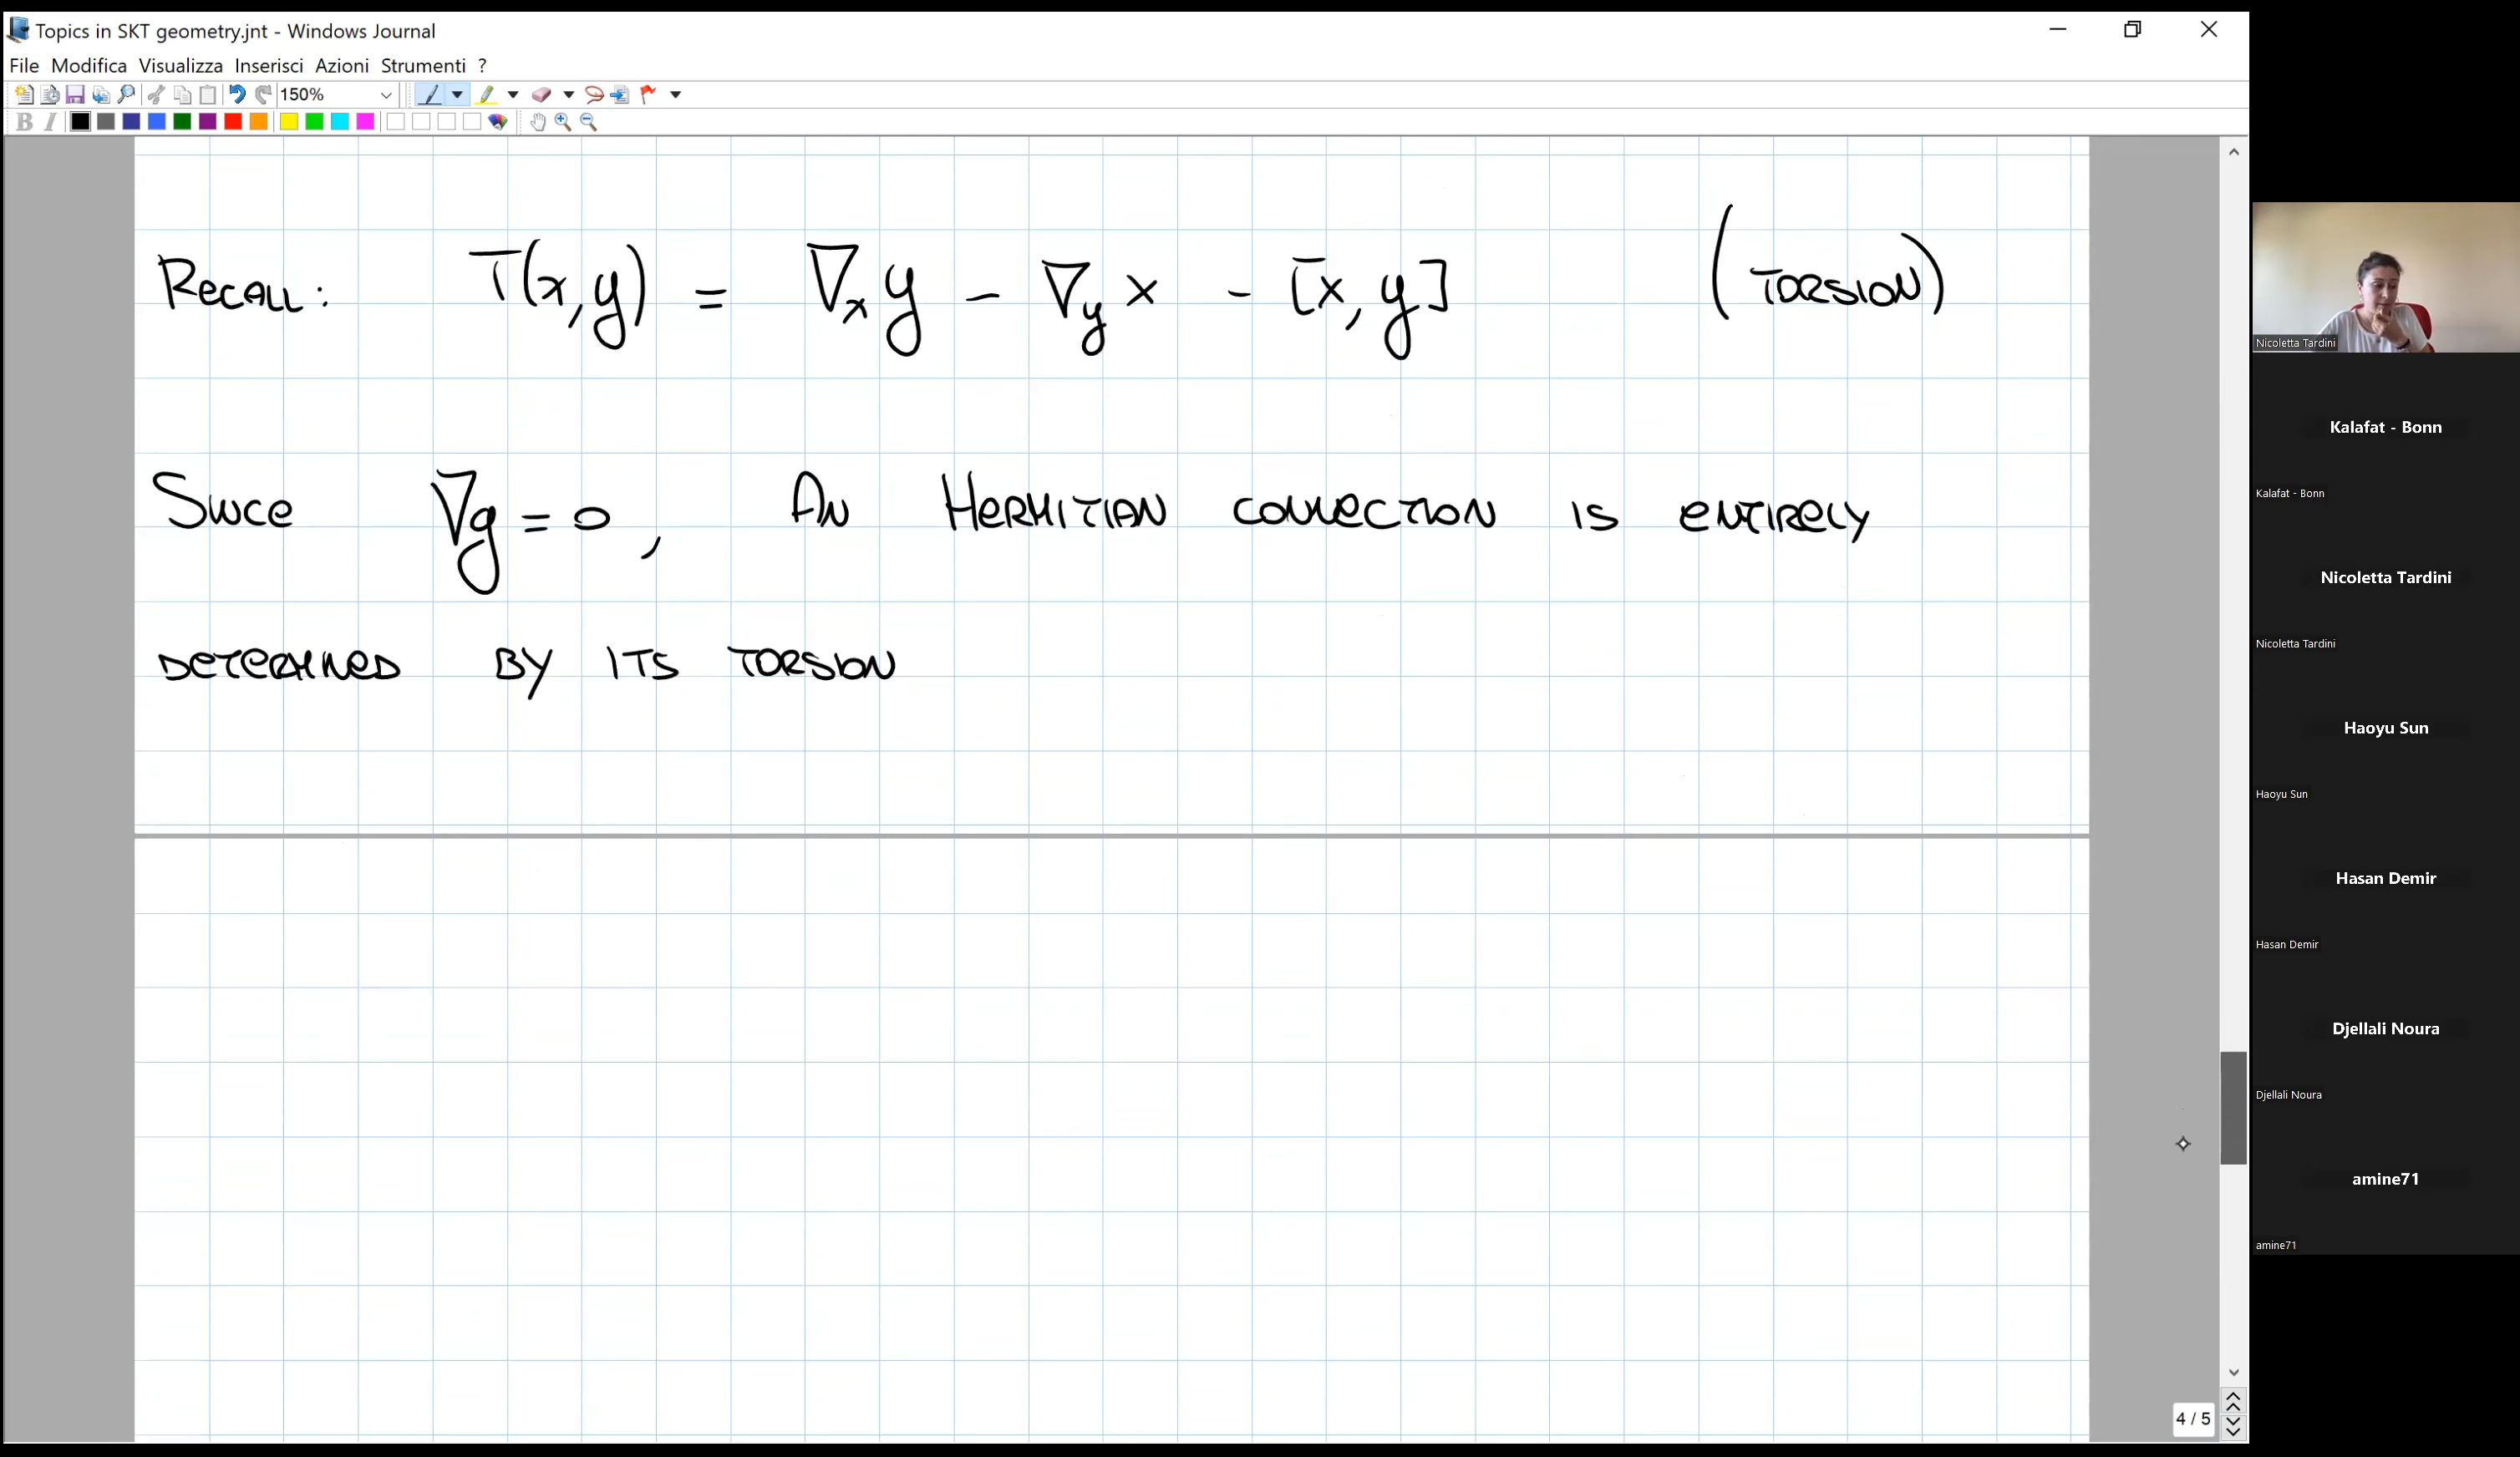 Topics in SKT geometry.jnt - Windows Journal
File Modifica Visualizza Inserisci Azioni Strumenti ?
150%
B I
RECALL: T(x,y) = ∇ₓy - ∇ᵧx - [x,y] (TORSION)
Since ∇g = 0, AN HERMITIAN CONNECTION IS ENTIRELY
DETERMINED BY ITS TORSION
4 / 5
Nicoletta Tardini
Kalafat - Bonn
Kalafat - Bonn
Nicoletta Tardini
Nicoletta Tardini
Haoyu Sun
Haoyu Sun
Hasan Demir
Hasan Demir
Djellali Noura
Djellali Noura
amine71
amine71